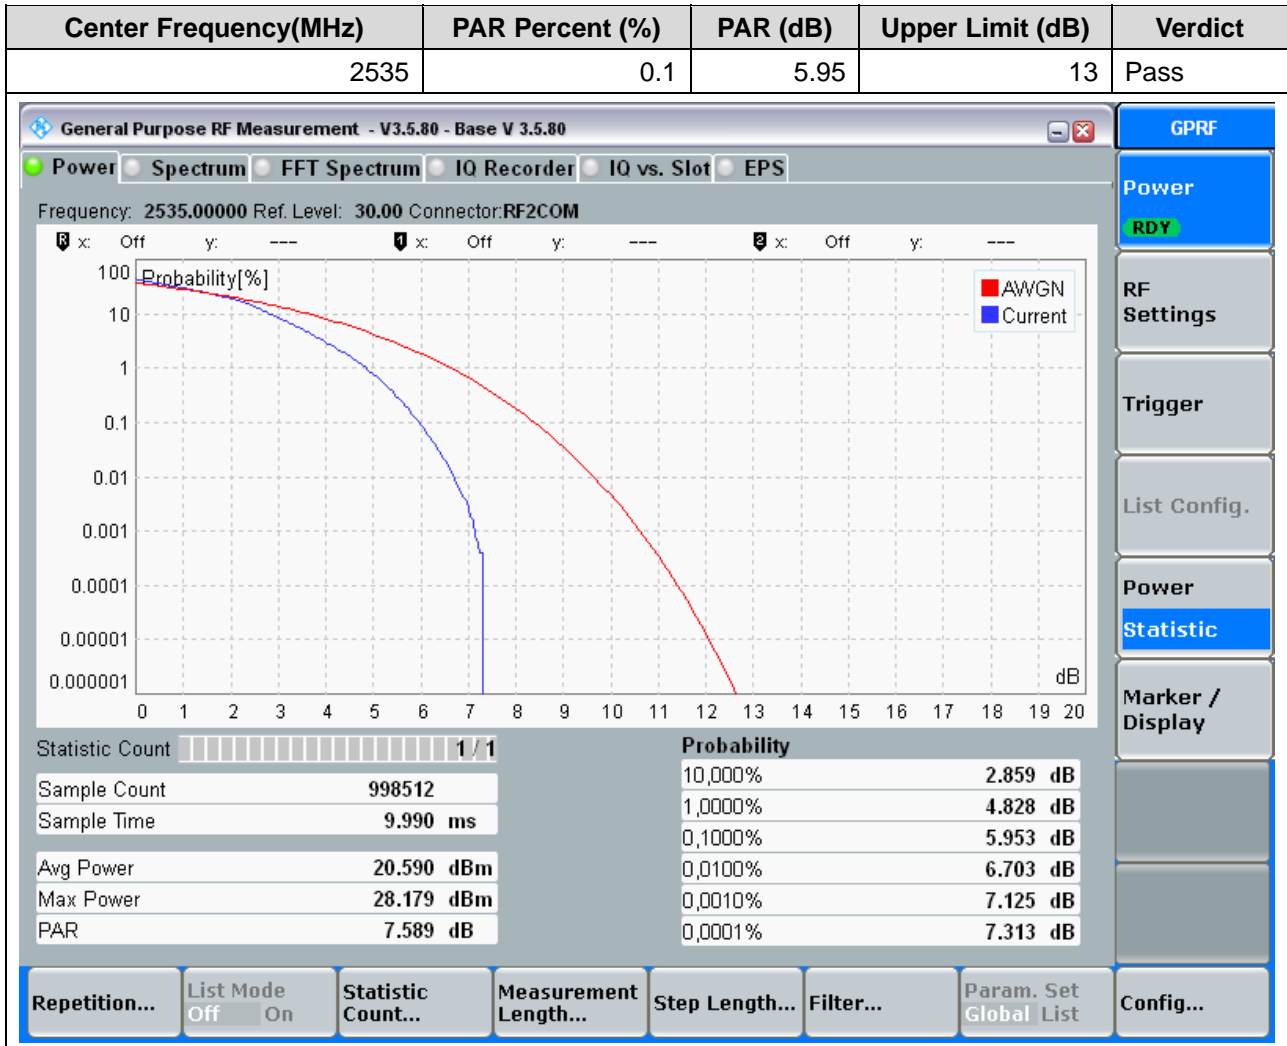 Center Frequency(MHz) PAR Percent (%) PAR (dB) Upper Limit (dB) Verdict
2535 0.1 5.95 13 Pass
General Purpose RF Measurement - V3.5.80 - Base V 3.5.80
GPRF
Power Spectrum FFT Spectrum IQ Recorder IQ vs. Slot EPS
Frequency: 2535.00000 Ref. Level: 30.00 Connector:RF2COM
R x: Off y: --- 1 x: Off y: --- 2 x: Off y: ---
Probability[%]
100
10
1
0.1
0.01
0.001
0.0001
0.00001
0.000001
AWGN
Current
dB
0 1 2 3 4 5 6 7 8 9 10 11 12 13 14 15 16 17 18 19 20
Statistic Count 1 / 1
Sample Count 998512
Sample Time 9.990 ms
Avg Power 20.590 dBm
Max Power 28.179 dBm
PAR 7.589 dB
Probability
10,000% 2.859 dB
1,0000% 4.828 dB
0,1000% 5.953 dB
0,0100% 6.703 dB
0,0010% 7.125 dB
0,0001% 7.313 dB
Power
RDY
RF
Settings
Trigger
List Config.
Power
Statistic
Marker /
Display
Repetition...
List Mode
Off On
Statistic
Count...
Measurement
Length...
Step Length...
Filter...
Param. Set
Global List
Config...